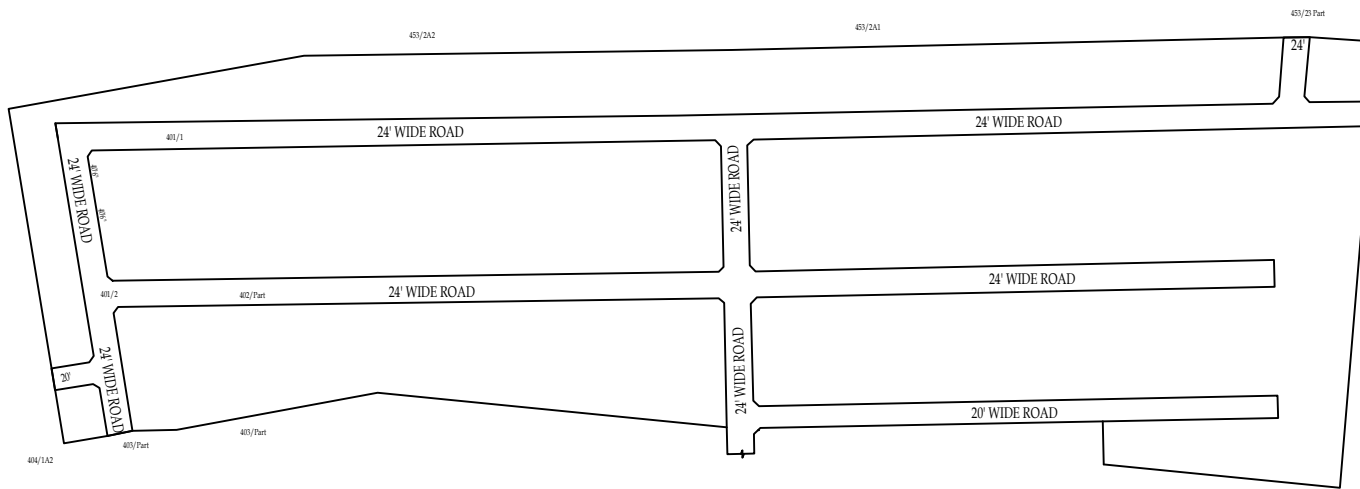 453/23 Part
453/2A2
453/2A1
24'
24' WIDE ROAD
24' WIDE ROAD
401/1
24' WIDE ROAD
24' WIDE ROAD
401/2
402/Part
24' WIDE ROAD
24' WIDE ROAD
24' WIDE ROAD
24' WIDE ROAD
20'
20' WIDE ROAD
403/Part
403/Part
404/1A2